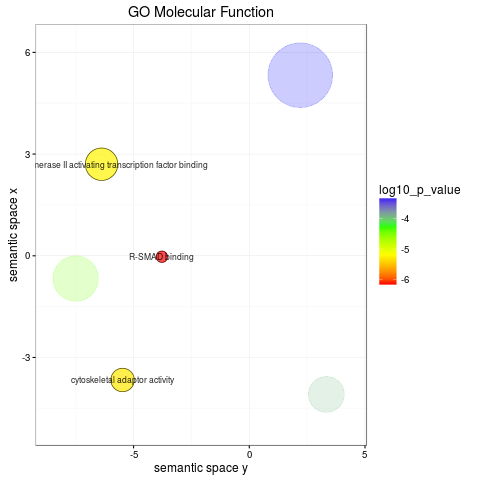 GO Molecular Function
6
3
0
-3
semantic space x
II activating transcription factor binding
R-SMAD binding
cytoskeletal adaptor activity
-5
0
5
semantic space y
log10_p_value
-4
-5
-6